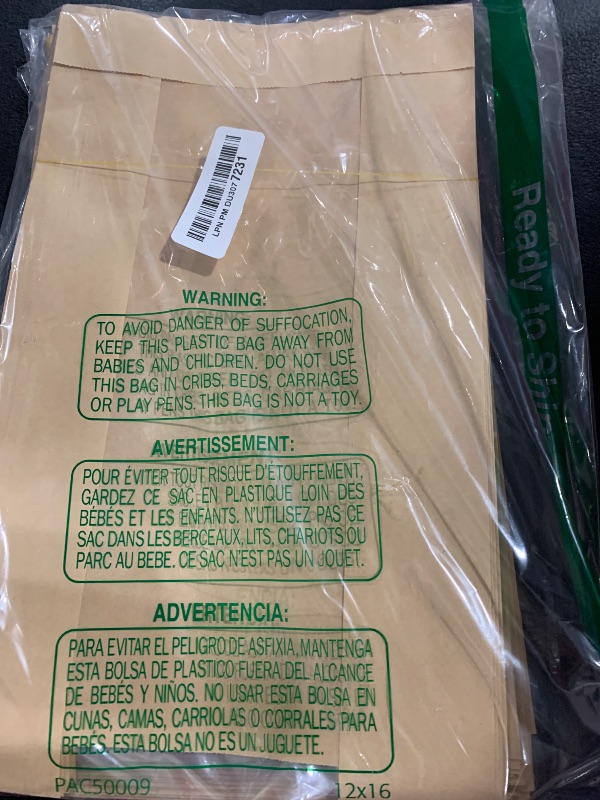 LPN PM DU3077231
Ready to
WARNING:
TO AVOID DANGER OF SUFFOCATION,
KEEP THIS PLASTIC BAG AWAY FROM
BABIES AND CHILDREN. DO NOT USE
THIS BAG IN CRIBS, BEDS, CARRIAGES
OR PLAY PENS. THIS BAG IS NOT A TOY.
AVERTISSEMENT:
POUR ÉVITER TOUT RISQUE D'ÉTOUFFEMENT,
GARDEZ CE SAC EN PLASTIQUE LOIN DES
BÉBÉS ET LES ENFANTS. N'UTILISEZ PAS CE
SAC DANS LES BERCEAUX, LITS, CHARIOTS OU
PARC AU BEBE. CE SAC N'EST PAS UN JOUET.
ADVERTENCIA:
PARA EVITAR EL PELIGRO DE ASFIXIA, MANTENGA
ESTA BOLSA DE PLASTICO FUERA DEL ALCANCE
DE BEBÉS Y NIÑOS. NO USAR ESTA BOLSA EN
CUNAS, CAMAS, CARRIOLAS O CORRALES PARA
BEBÉS. ESTA BOLSA NO ES UN JUGUETE.
PAC50009 12x16